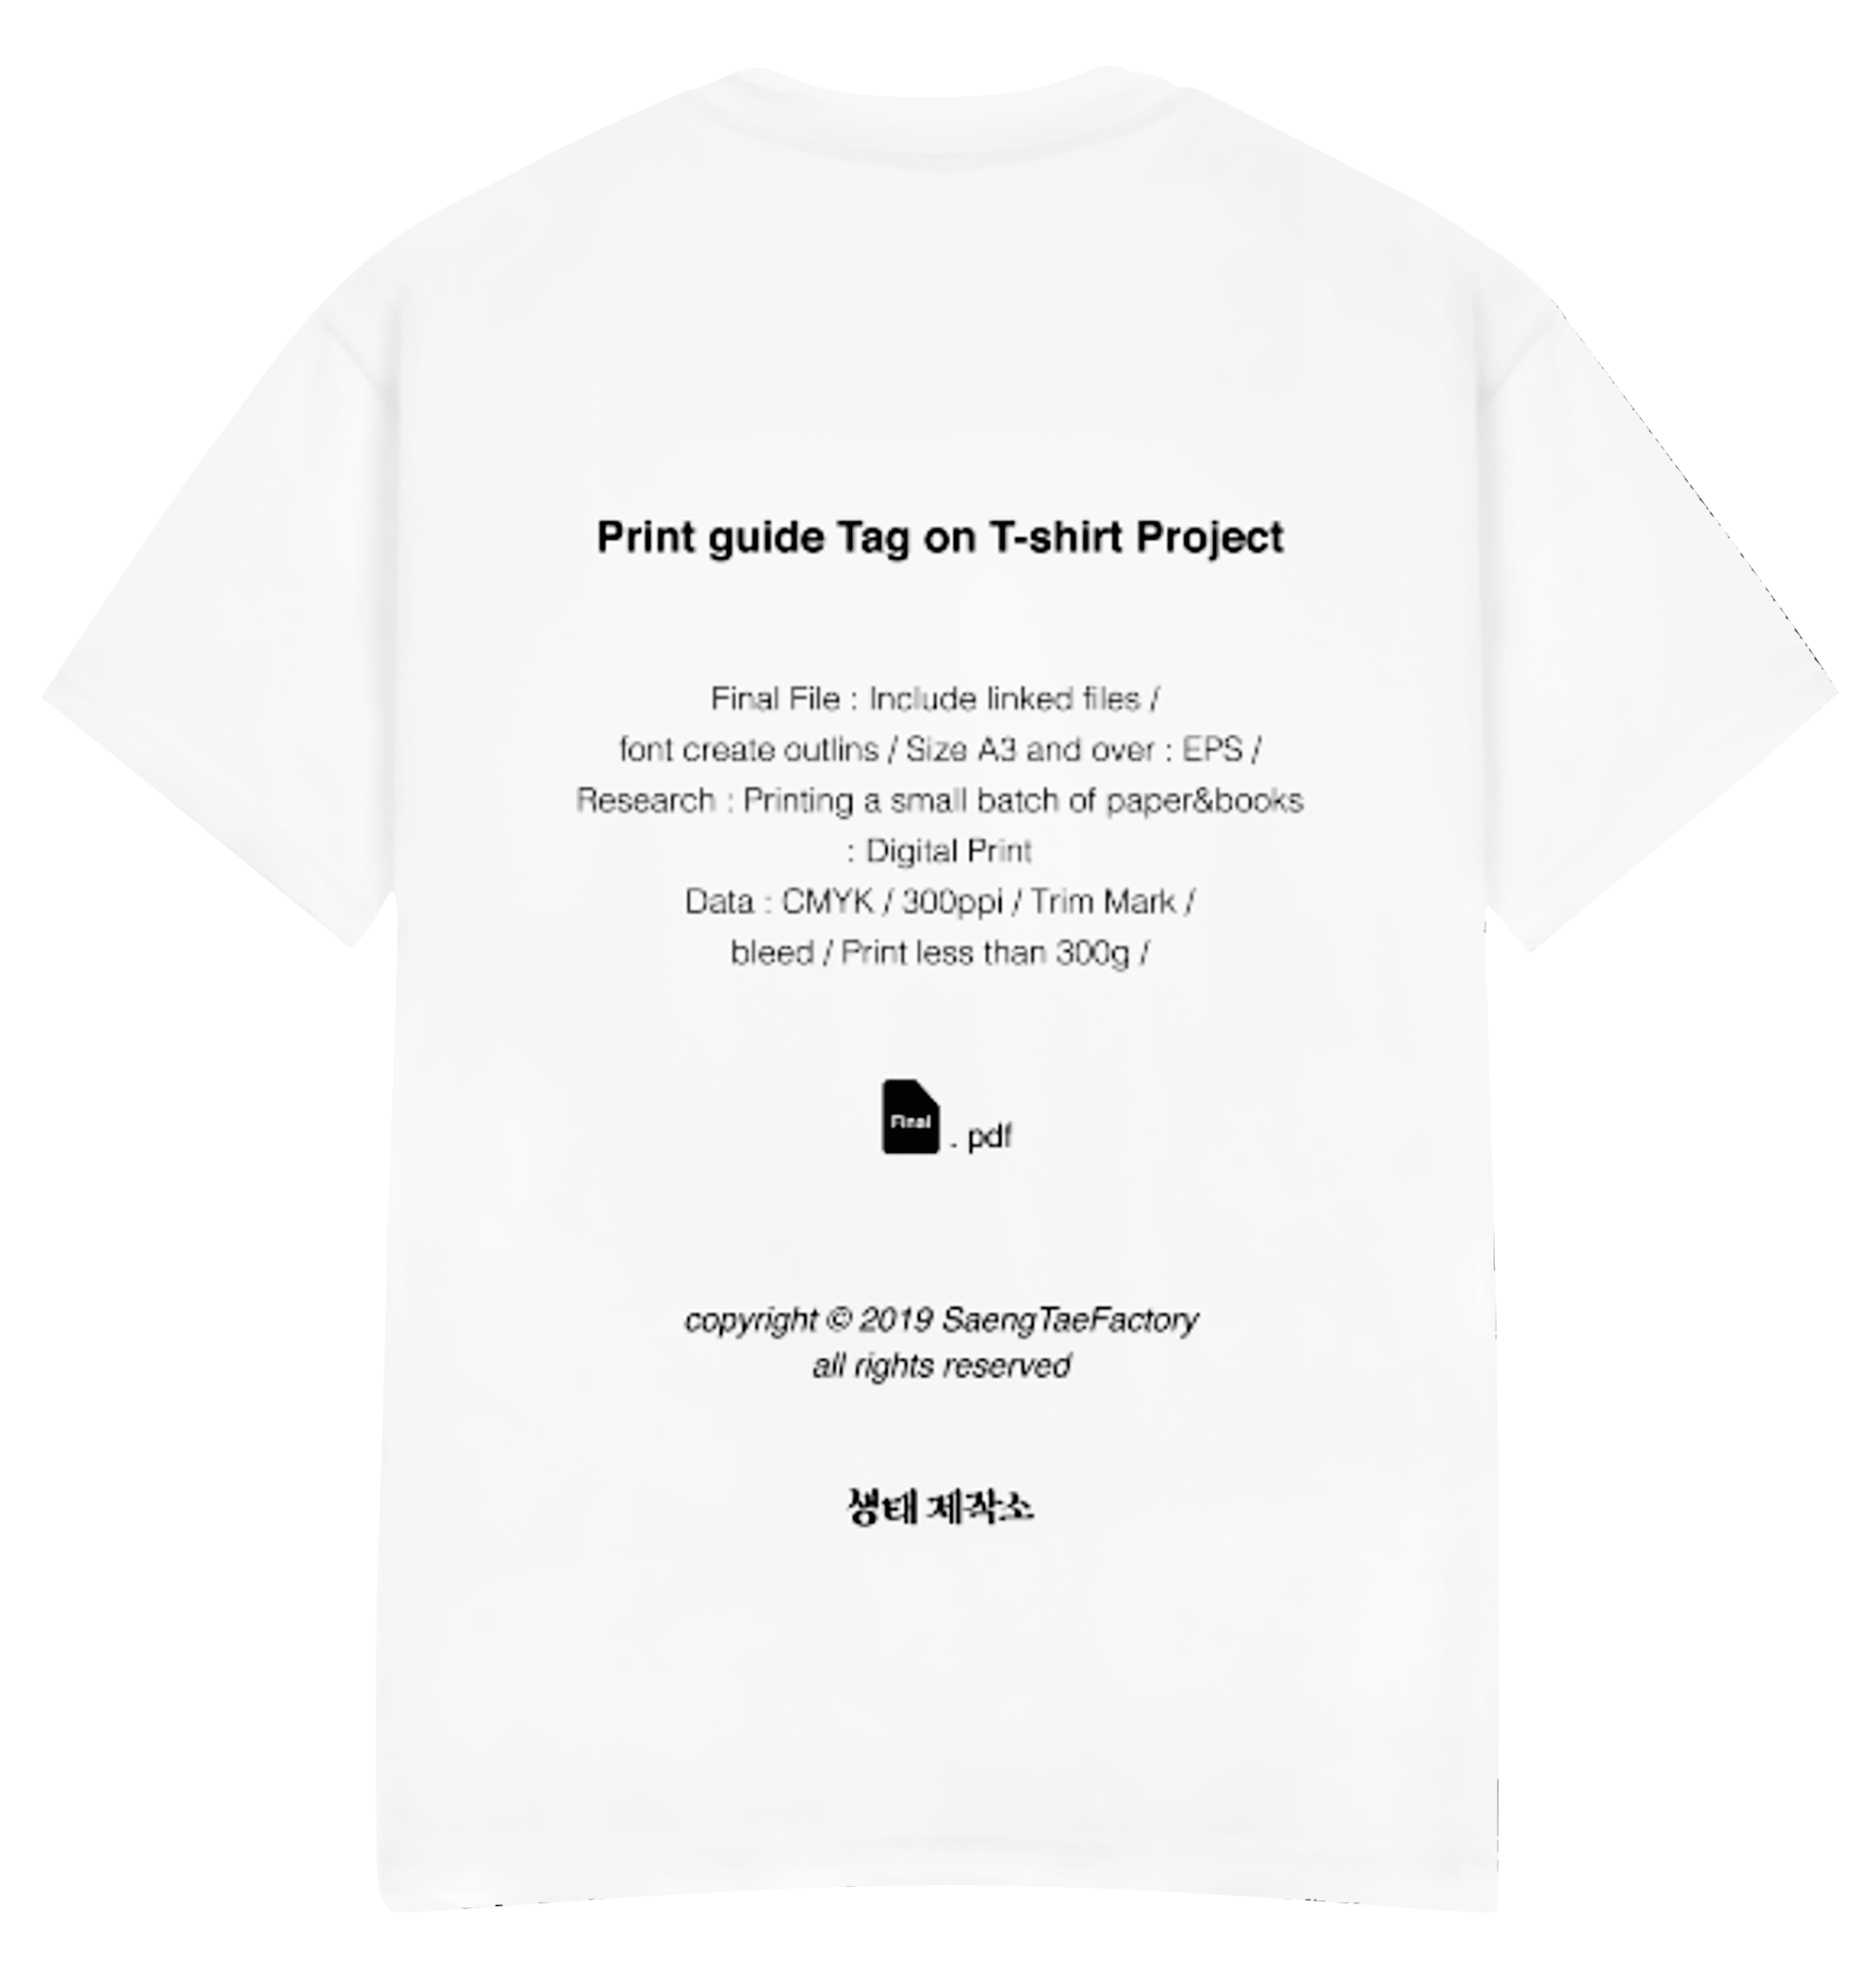 Print guide Tag on T-shirt Project
Final File : Include linked files /
font create outlins / Size A3 and over : EPS /
Research : Printing a small batch of paper&books
: Digital Print
Data : CMYK / 300ppi / Trim Mark /
bleed / Print less than 300g /
Final . pdf
copyright © 2019 SaengTaeFactory
all rights reserved
생태 제작소